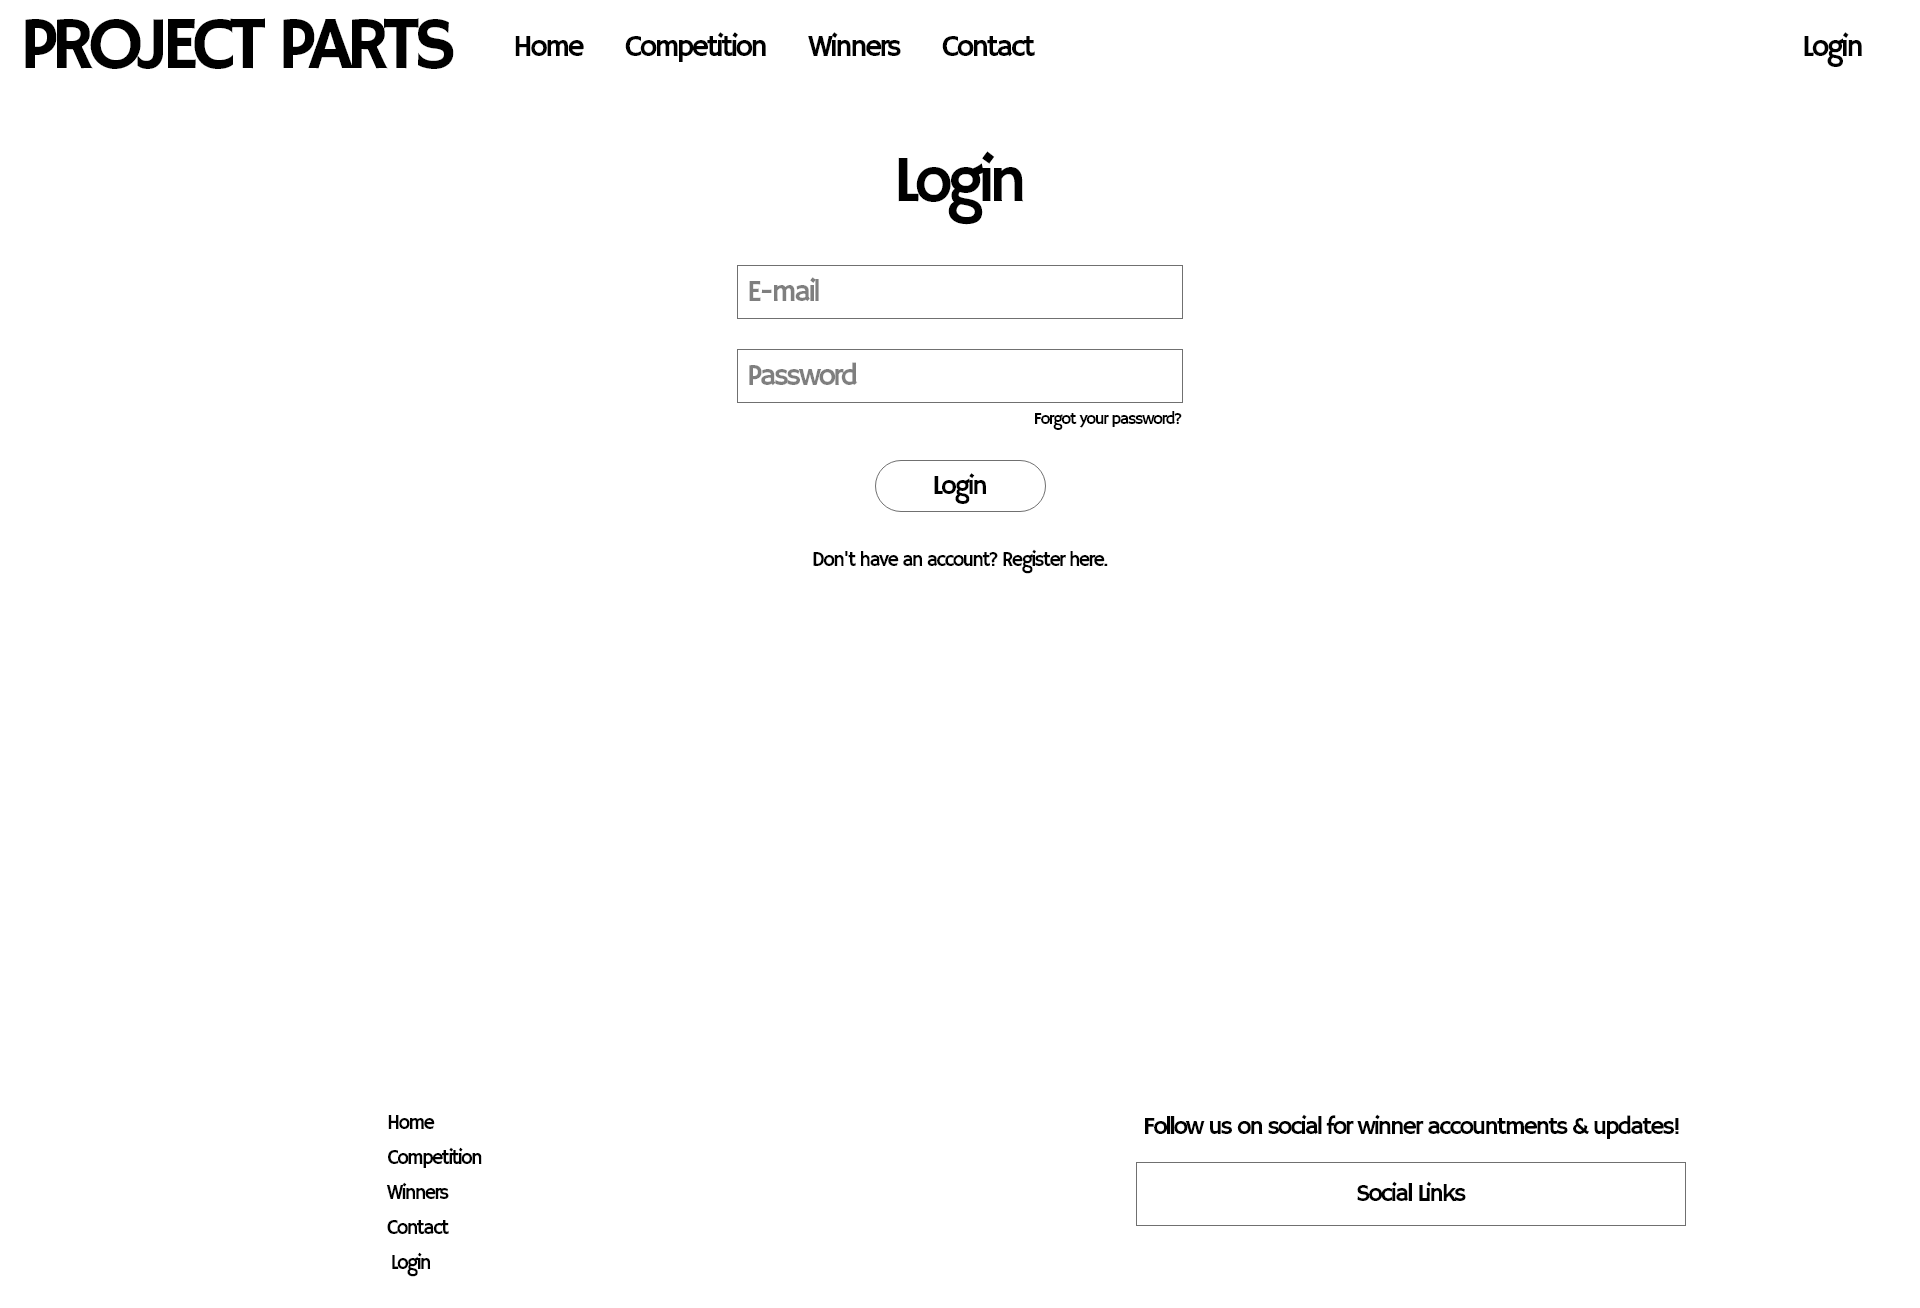 PROJECT PARTS Home Competition Winners Contact Login
Login
E-mail
Password
Forgot your password?
Login
Don't have an account? Register here.
Home
Competition
Winners
Contact
Login
Follow us on social for winner accountments & updates!
Social Links